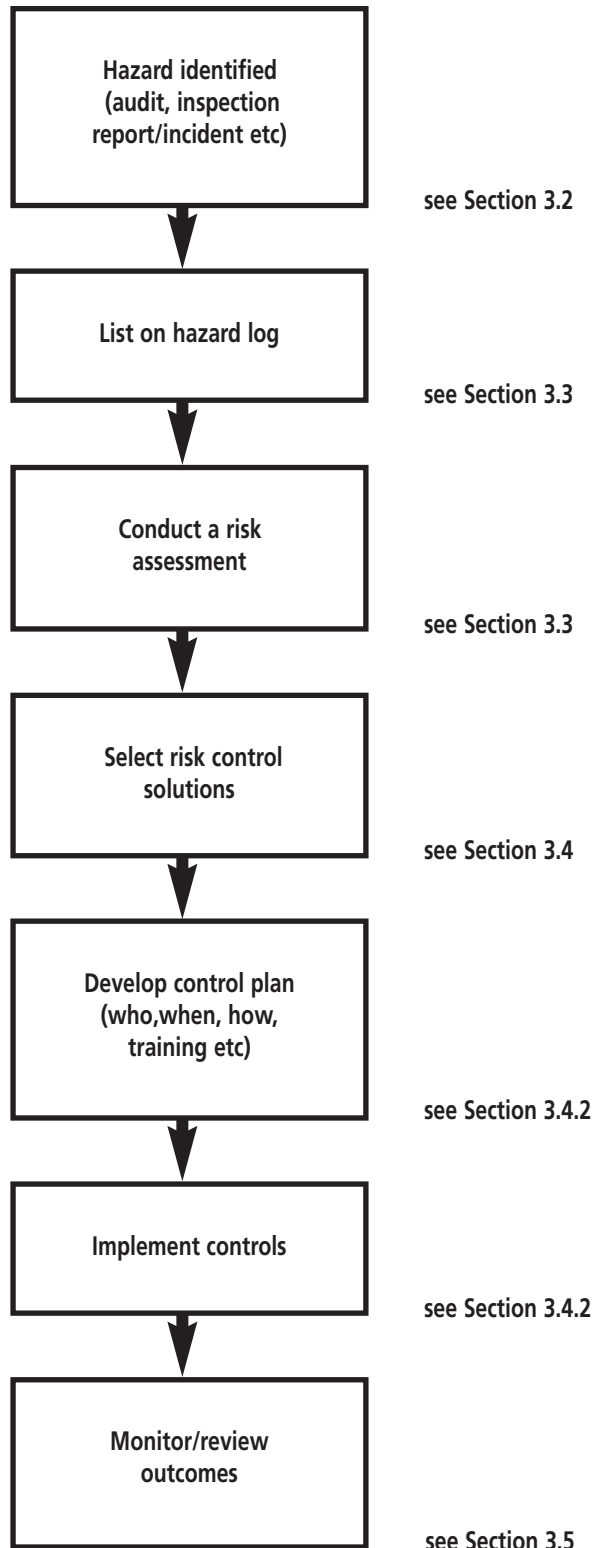 Hazard identified
(audit, inspection
report/incident etc)
see Section 3.2
List on hazard log
see Section 3.3
Conduct a risk
assessment
see Section 3.3
Select risk control
solutions
see Section 3.4
Develop control plan
(who,when, how,
training etc)
see Section 3.4.2
Implement controls
see Section 3.4.2
Monitor/review
outcomes
see Section 3.5